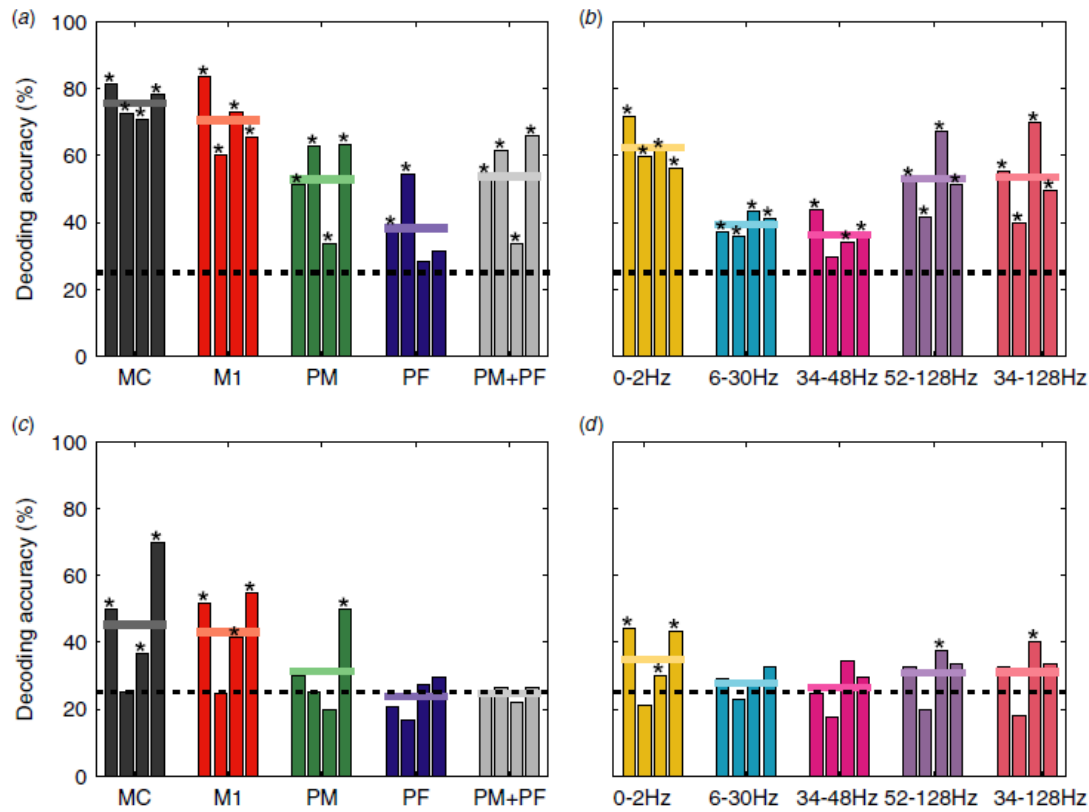 (a)
(b)
Decoding accuracy (%)
100
80
60
40
20
0
MC M1 PM PF PM+PF
0-2Hz 6-30Hz 34-48Hz 52-128Hz 34-128Hz
(c)
(d)
Decoding accuracy (%)
100
80
60
40
20
0
MC M1 PM PF PM+PF
0-2Hz 6-30Hz 34-48Hz 52-128Hz 34-128Hz